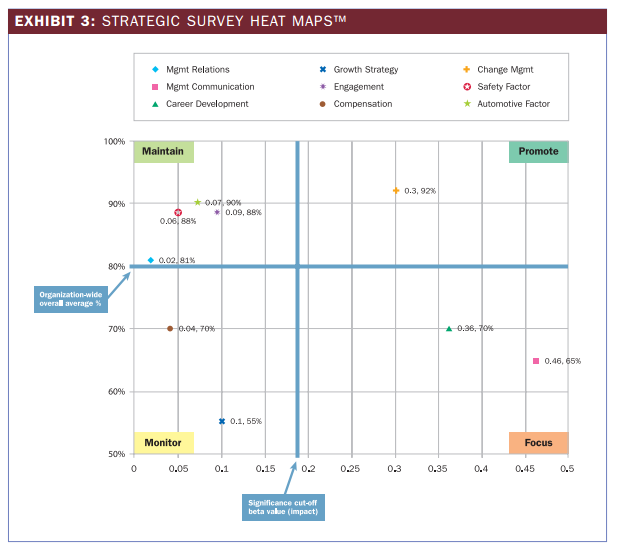 EXHIBIT 3: STRATEGIC SURVEY HEAT MAPS™
Mgmt Relations
Growth Strategy
Change Mgmt
Mgmt Communication
Engagement
Safety Factor
Career Development
Compensation
Automotive Factor
100%
Maintain
Promote
0.3, 92%
90%
0.07, 90%
0.09, 88%
0.06, 88%
0.02, 81%
80%
Organization-wide
overall average %
70%
0.04, 70%
0.36, 70%
0.46, 65%
60%
0.1, 55%
Monitor
Focus
50%
0 0.05 0.1 0.15 0.2 0.25 0.3 0.35 0.4 0.45 0.5
Significance cut-off
beta value (impact)